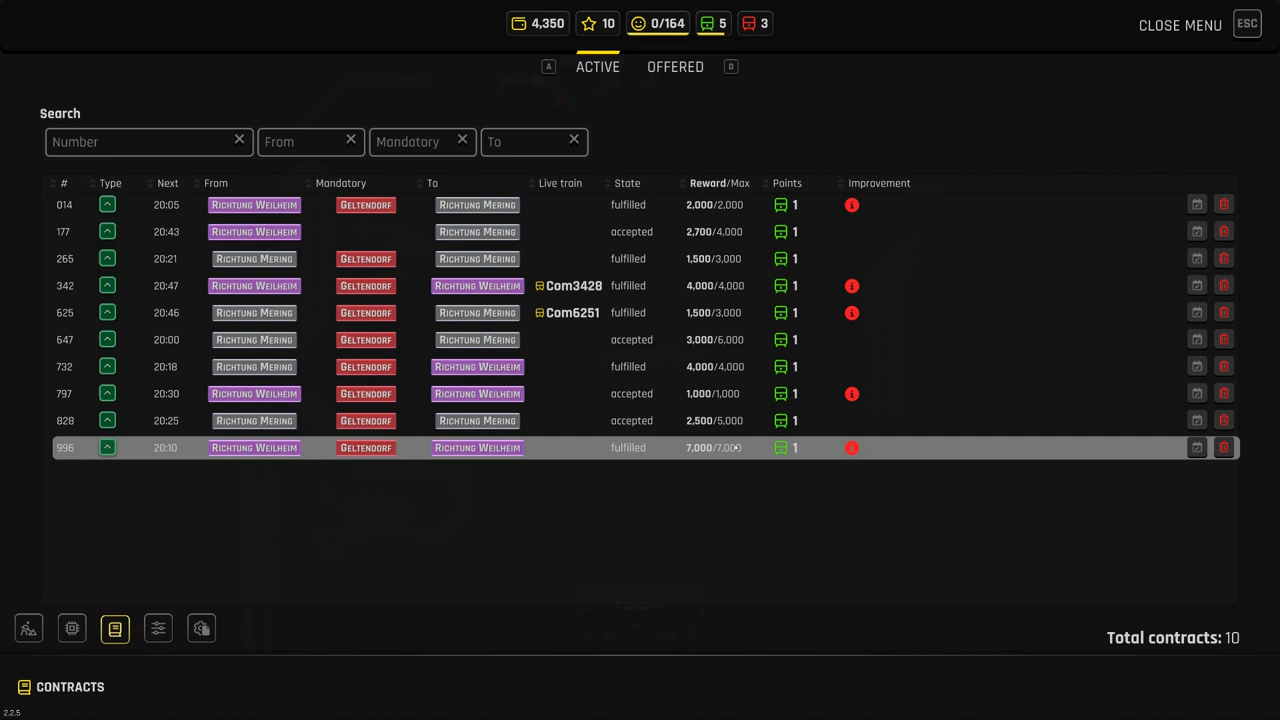 4,350 10 0/164 5 3 CLOSE MENU ESC
A ACTIVE OFFERED D
Search
Number From Mandatory To
# Type Next From Mandatory To Live train State Reward/Max Points Improvement
014 20:05 RICHTUNG WEILHEIM GELTENDORF RICHTUNG MERING fulfilled 2,000/2,000 1
177 20:43 RICHTUNG WEILHEIM RICHTUNG MERING accepted 2,700/4,000 1
265 20:21 RICHTUNG MERING GELTENDORF RICHTUNG MERING fulfilled 1,500/3,000 1
342 20:47 RICHTUNG WEILHEIM GELTENDORF RICHTUNG WEILHEIM Com3428 fulfilled 4,000/4,000 1
625 20:46 RICHTUNG MERING GELTENDORF RICHTUNG MERING Com6251 fulfilled 1,500/3,000 1
647 20:00 RICHTUNG MERING GELTENDORF RICHTUNG MERING accepted 3,000/6,000 1
732 20:18 RICHTUNG MERING GELTENDORF RICHTUNG WEILHEIM fulfilled 4,000/4,000 1
797 20:30 RICHTUNG WEILHEIM GELTENDORF RICHTUNG WEILHEIM accepted 1,000/1,000 1
828 20:25 RICHTUNG MERING GELTENDORF RICHTUNG MERING accepted 2,500/5,000 1
996 20:10 RICHTUNG WEILHEIM GELTENDORF RICHTUNG WEILHEIM fulfilled 7,000/7,000 1
Total contracts: 10
CONTRACTS
2.2.5